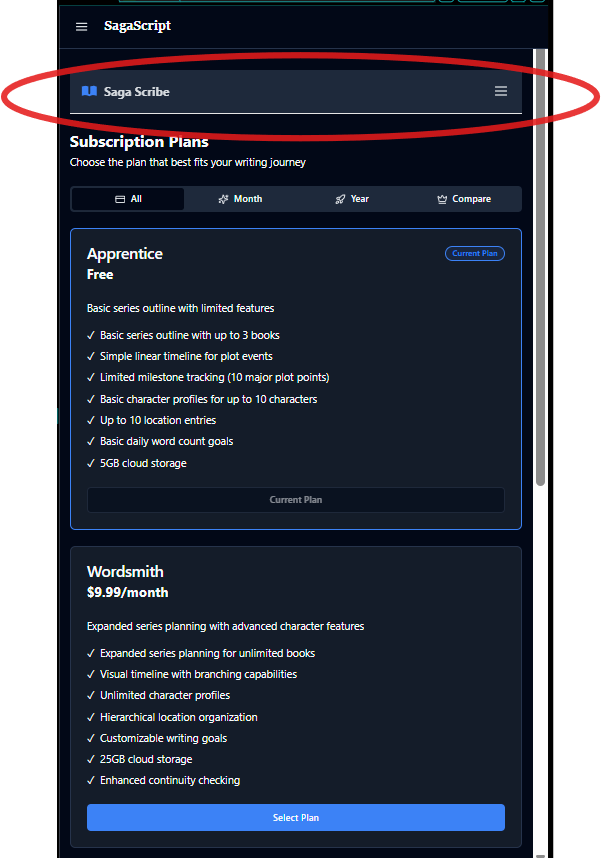 SagaScript
Saga Scribe
Subscription Plans
Choose the plan that best fits your writing journey
All Month Year Compare
Apprentice Current Plan
Free
Basic series outline with limited features
✓ Basic series outline with up to 3 books
✓ Simple linear timeline for plot events
✓ Limited milestone tracking (10 major plot points)
✓ Basic character profiles for up to 10 characters
✓ Up to 10 location entries
✓ Basic daily word count goals
✓ 5GB cloud storage
Current Plan
Wordsmith
$9.99/month
Expanded series planning with advanced character features
✓ Expanded series planning for unlimited books
✓ Visual timeline with branching capabilities
✓ Unlimited character profiles
✓ Hierarchical location organization
✓ Customizable writing goals
✓ 25GB cloud storage
✓ Enhanced continuity checking
Select Plan